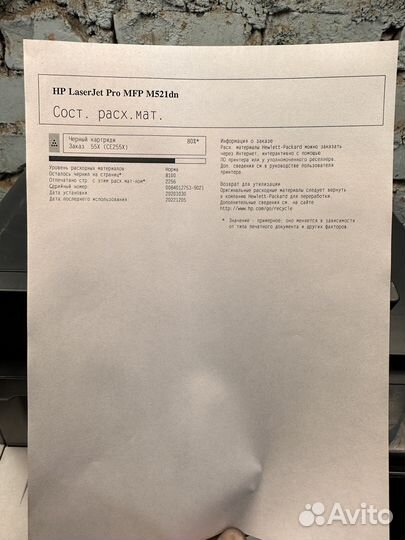 HP LaserJet Pro MFP M521dn
Сост. расх.мат.
Черный картридж 80%*
Заказ 55X (CE255X)
Уровень расходных материалов Норма
Осталось чернил на страниц* 8100
Отпечатано стр. с этим расх.мат-лом* 2256
Серийный номер
Дата установки 20201030
Дата последнего использования 20221205
Информация о заказе
Расх. материалы Hewlett-Packard можно заказать
через Интернет, интерактивно с помощью
ПО принтера или у уполномоченного реселлера.
Доп. сведения см в руководстве пользователя
принтера
Возврат для утилизации
Оригинальные расходные материалы следует вернуть
в компанию Hewlett-Packard для переработки.
Дополнительные сведения см. на сайте
http://www.hp.com/go/recycle
* Значение - примерное; оно меняется в зависимости
от типа печатного документа и других факторов.
Avito